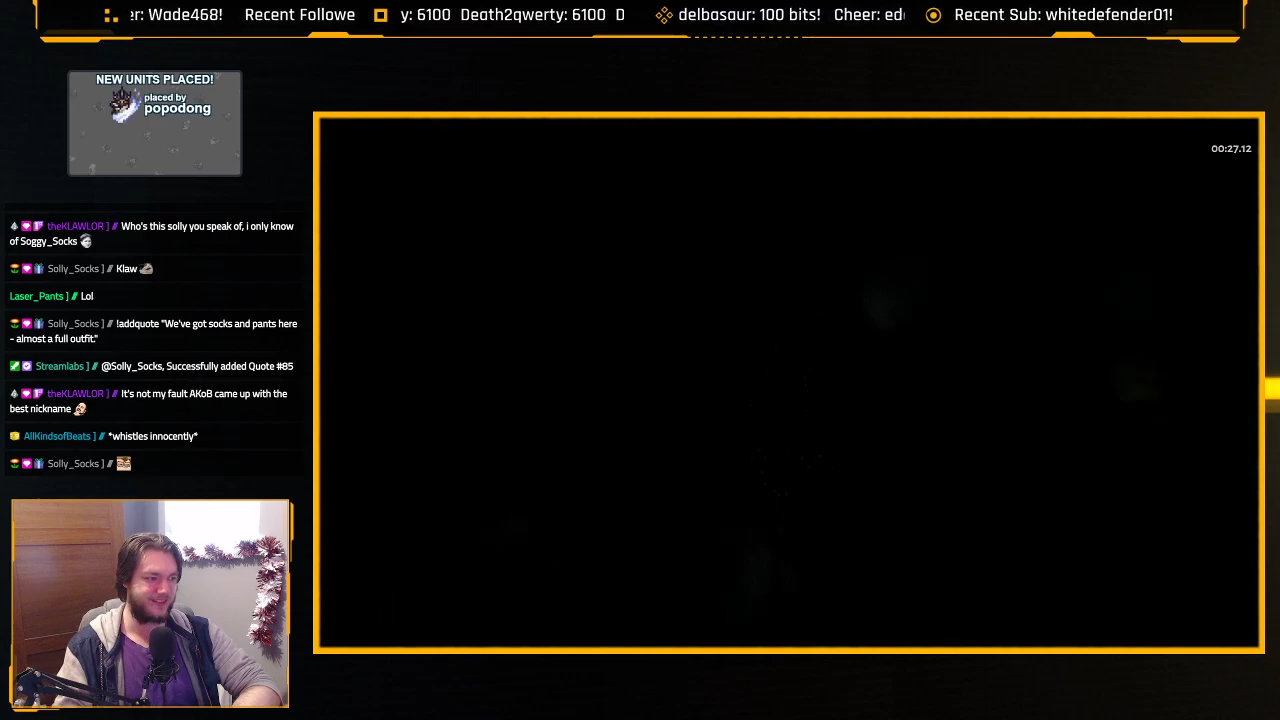 er: Wade468! Recent Followe y: 6100 Death2qwerty: 6100 D delbasaur: 100 bits! Cheer: ed Recent Sub: whitedefender01!
NEW UNITS PLACED!
placed by
popodong
00:27.12
theKLAWLOR ] // Who's this solly you speak of, i only know
of Soggy_Socks
Solly_Socks ] // Klaw
Laser_Pants ] // Lol
Solly_Socks ] // !addquote "We've got socks and pants here
- almost a full outfit."
Streamlabs ] // @Solly_Socks, Successfully added Quote #85
theKLAWLOR ] // It's not my fault AKoB came up with the
best nickname
AllKindsofBeats ] // *whistles innocently*
Solly_Socks ] //